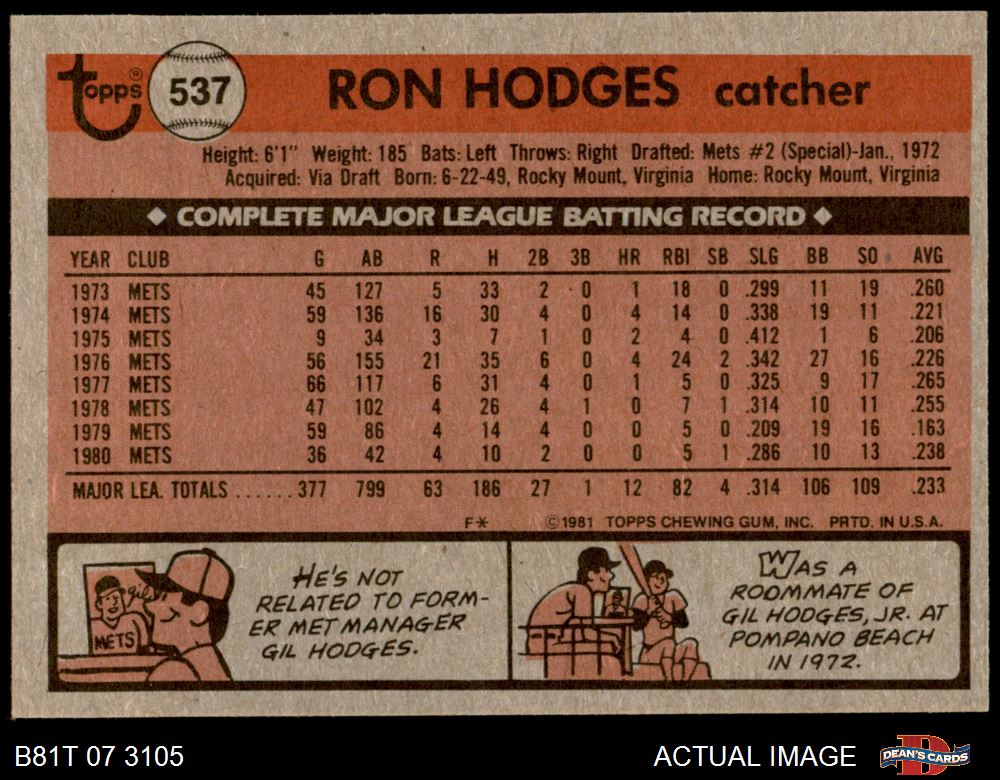 topps ® 537 RON HODGES catcher
Height: 6'1" Weight: 185 Bats: Left Throws: Right Drafted: Mets #2 (Special)-Jan., 1972
Acquired: Via Draft Born: 6-22-49, Rocky Mount, Virginia Home: Rocky Mount, Virginia
◆ COMPLETE MAJOR LEAGUE BATTING RECORD ◆
YEAR CLUB G AB R H 2B 3B HR RBI SB SLG BB SO AVG
1973 METS 45 127 5 33 2 0 1 18 0 .299 11 19 .260
1974 METS 59 136 16 30 4 0 4 14 0 .338 19 11 .221
1975 METS 9 34 3 7 1 0 2 4 0 .412 1 6 .206
1976 METS 56 155 21 35 6 0 4 24 2 .342 27 16 .226
1977 METS 66 117 6 31 4 0 1 5 0 .325 9 17 .265
1978 METS 47 102 4 26 4 1 0 7 1 .314 10 11 .255
1979 METS 59 86 4 14 4 0 0 5 0 .209 19 16 .163
1980 METS 36 42 4 10 2 0 0 5 1 .286 10 13 .238
MAJOR LEA. TOTALS ......377 799 63 186 27 1 12 82 4 .314 106 109 .233
F* ©1981 TOPPS CHEWING GUM, INC. PRTD. IN U.S.A.
gil
METS
HE'S NOT
RELATED TO FORM-
ER MET MANAGER
GIL HODGES.
WAS A
ROOMMATE OF
GIL HODGES, JR. AT
POMPANO BEACH
IN 1972.
B81T 07 3105 ACTUAL IMAGE DEAN'S CARDS